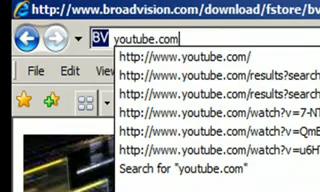 http://www.broadvision.com/download/fstore/bv
BV youtube.com
http://www.youtube.com/
http://www.youtube.com/results?search
http://www.youtube.com/results?search
http://www.youtube.com/watch?v=7-NT
http://www.youtube.com/watch?v=QmE
http://www.youtube.com/watch?v=u6H
Search for "youtube.com"
File Edit